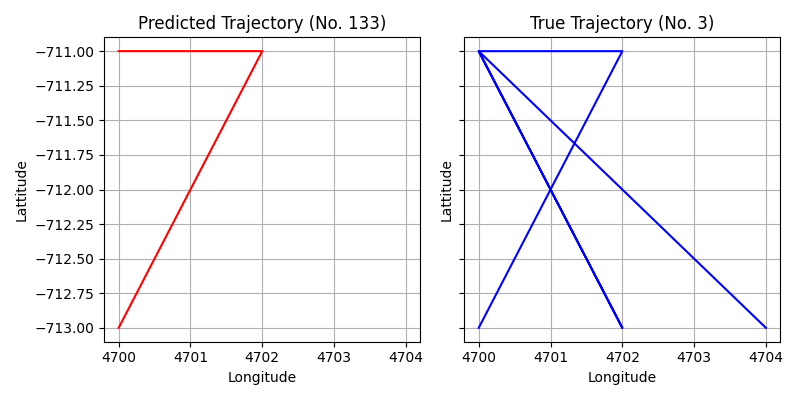 Predicted Trajectory (No. 133)
True Trajectory (No. 3)
−711.00
−711.25
−711.50
−711.75
−712.00
−712.25
−712.50
−712.75
−713.00
Lattitude
Lattitude
4700 4701 4702 4703 4704
4700 4701 4702 4703 4704
Longitude
Longitude